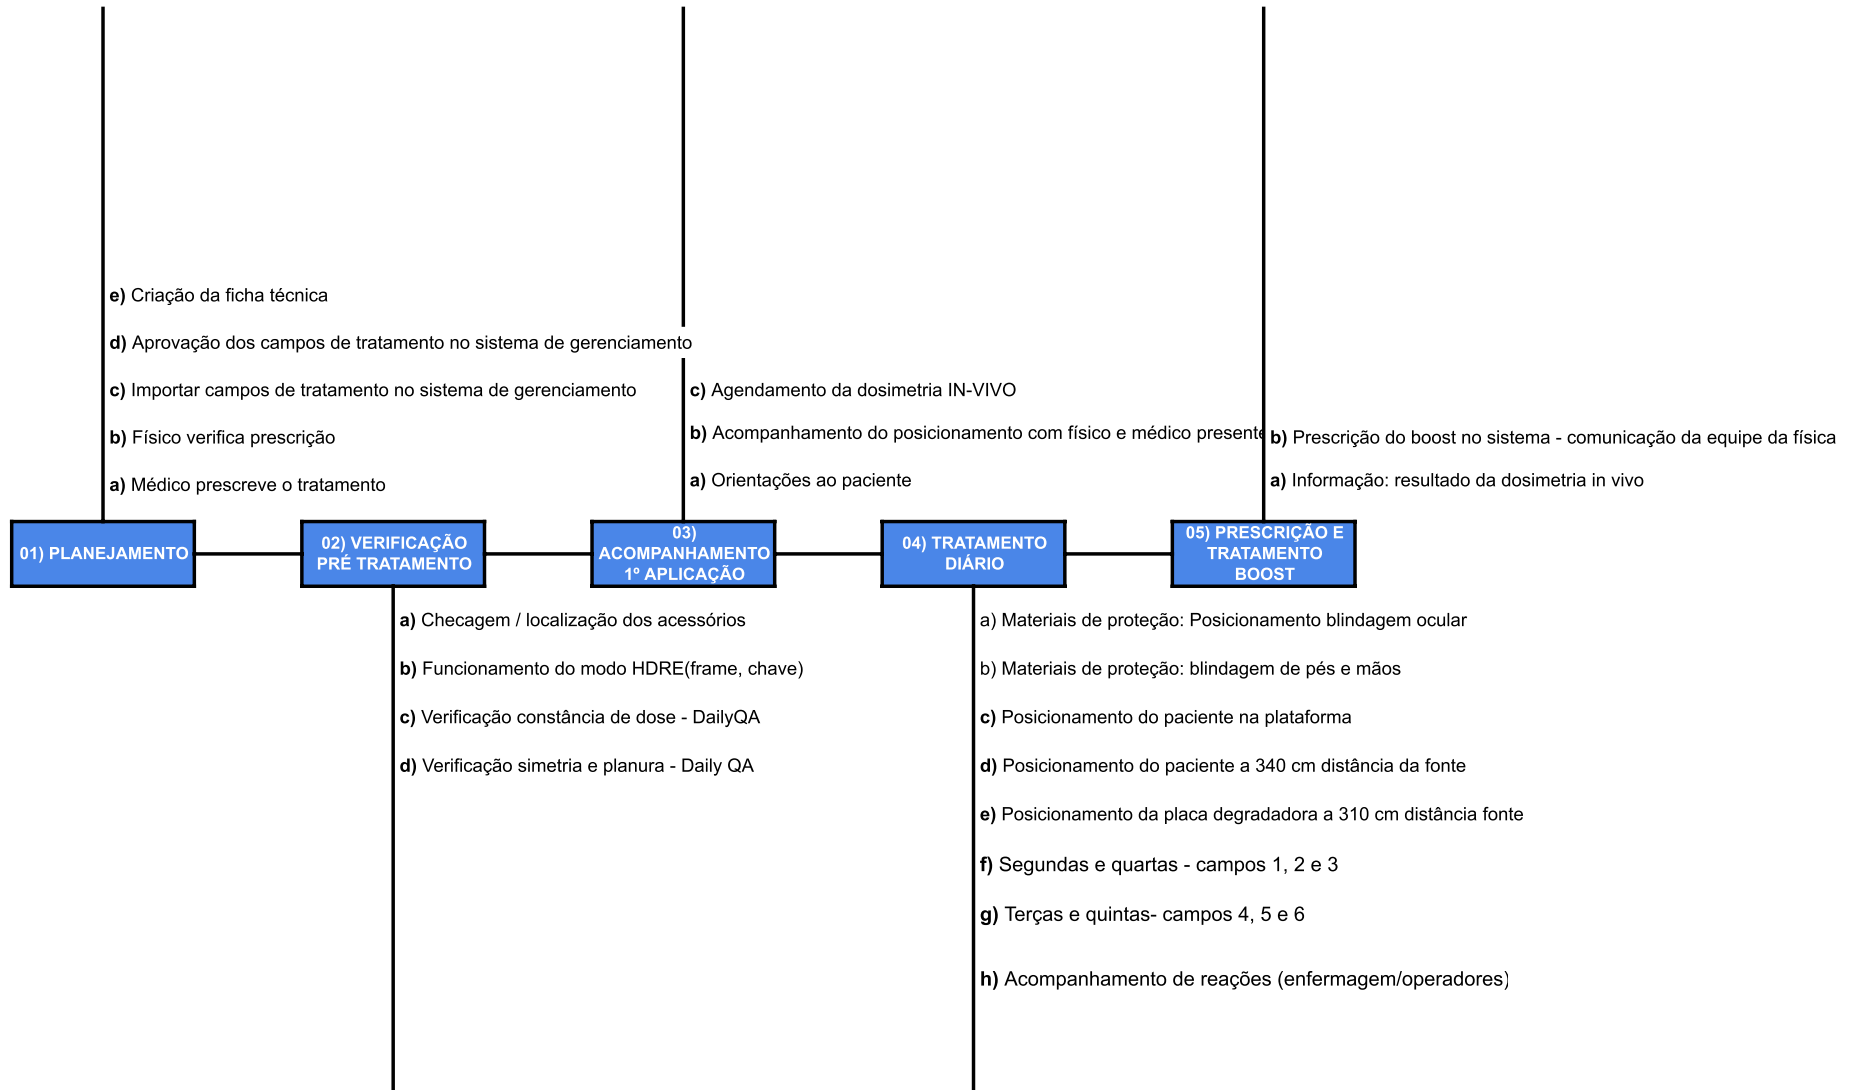 e) Criação da ficha técnica
d) Aprovação dos campos de tratamento no sistema de gerenciamento
c) Importar campos de tratamento no sistema de gerenciamento
b) Físico verifica prescrição
a) Médico prescreve o tratamento
c) Agendamento da dosimetria IN-VIVO
b) Acompanhamento do posicionamento com físico e médico presente
a) Orientações ao paciente
b) Prescrição do boost no sistema - comunicação da equipe da física
a) Informação: resultado da dosimetria in vivo
01) PLANEJAMENTO
02) VERIFICAÇÃO
PRÉ TRATAMENTO
03)
ACOMPANHAMENTO
1º APLICAÇÃO
04) TRATAMENTO
DIÁRIO
05) PRESCRIÇÃO E
TRATAMENTO
BOOST
a) Checagem / localização dos acessórios
b) Funcionamento do modo HDRE(frame, chave)
c) Verificação constância de dose - DailyQA
d) Verificação simetria e planura - Daily QA
a) Materiais de proteção: Posicionamento blindagem ocular
b) Materiais de proteção: blindagem de pés e mãos
c) Posicionamento do paciente na plataforma
d) Posicionamento do paciente a 340 cm distância da fonte
e) Posicionamento da placa degradadora a 310 cm distância fonte
f) Segundas e quartas - campos 1, 2 e 3
g) Terças e quintas- campos 4, 5 e 6
h) Acompanhamento de reações (enfermagem/operadores)